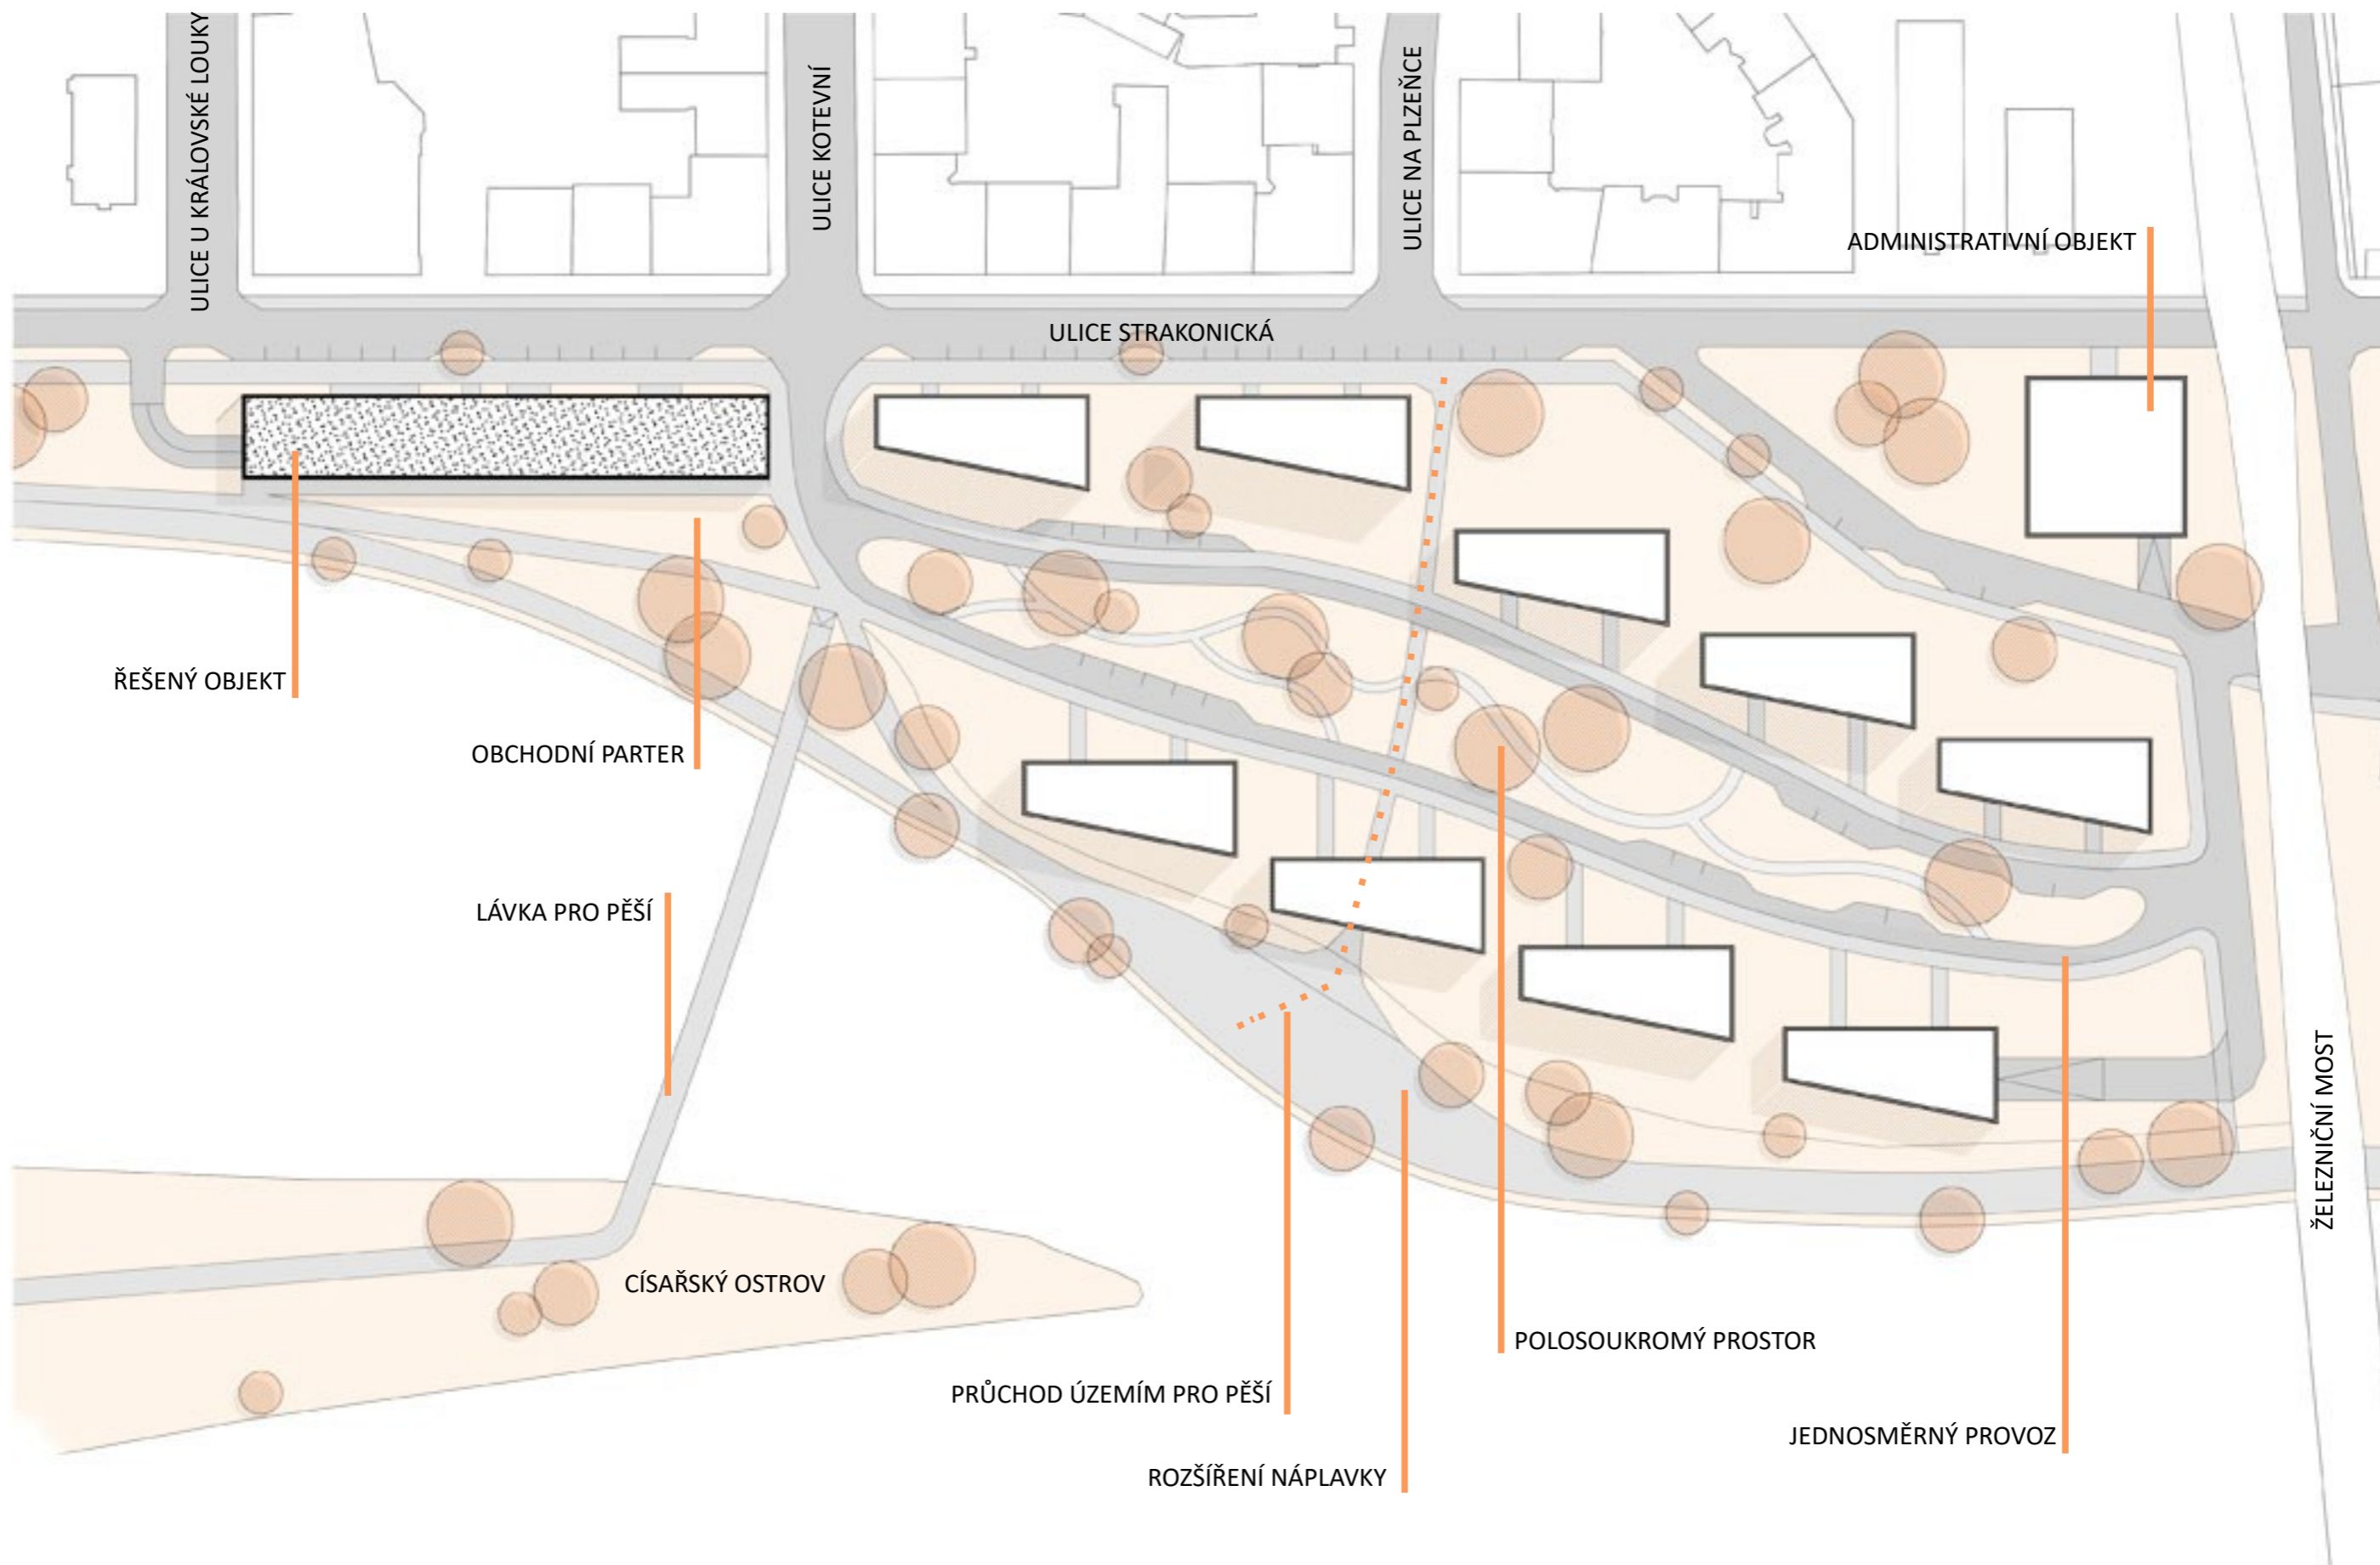 ULICE U KRÁLOVSKÉ LOUKY
ULICE KOTEVNÍ
ULICE NA PLZEŇCE
ADMINISTRATIVNÍ OBJEKT
ULICE STRAKONICKÁ
ŘEŠENÝ OBJEKT
OBCHODNÍ PARTER
LÁVKA PRO PĚŠÍ
ŽELEZNIČNÍ MOST
CÍSAŘSKÝ OSTROV
POLOSOUKROMÝ PROSTOR
PRŮCHOD ÚZEMÍM PRO PĚŠÍ
JEDNOSMĚRNÝ PROVOZ
ROZŠÍŘENÍ NÁPLAVKY